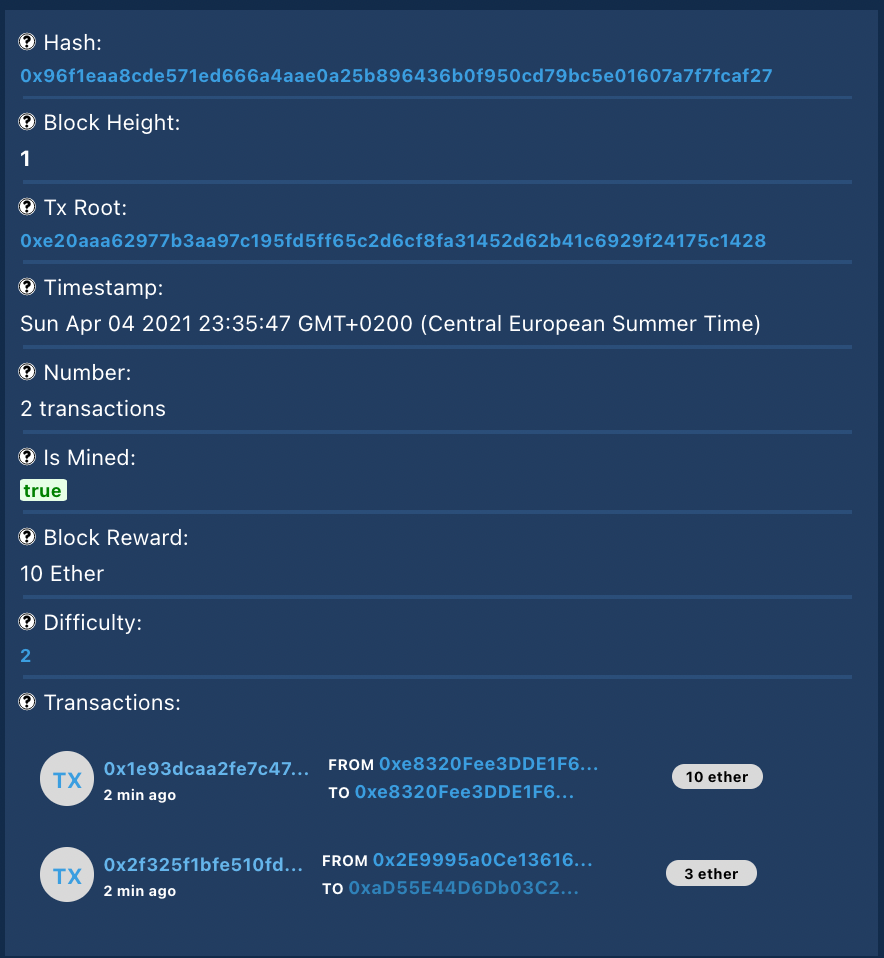 Hash:
0x96f1eaa8cde571ed666a4aae0a25b896436b0f950cd79bc5e01607a7f7fcaf27
Block Height:
1
Tx Root:
0xe20aaa62977b3aa97c195fd5ff65c2d6cf8fa31452d62b41c6929f24175c1428
Timestamp:
Sun Apr 04 2021 23:35:47 GMT+0200 (Central European Summer Time)
Number:
2 transactions
Is Mined:
true
Block Reward:
10 Ether
Difficulty:
2
Transactions:
TX 0x1e93dcaa2fe7c47... FROM 0xe8320Fee3DDE1F6... 10 ether
2 min ago TO 0xe8320Fee3DDE1F6...
TX 0x2f325f1bfe510fd... FROM 0x2E9995a0Ce13616... 3 ether
2 min ago TO 0xaD55E44D6Db03C2...